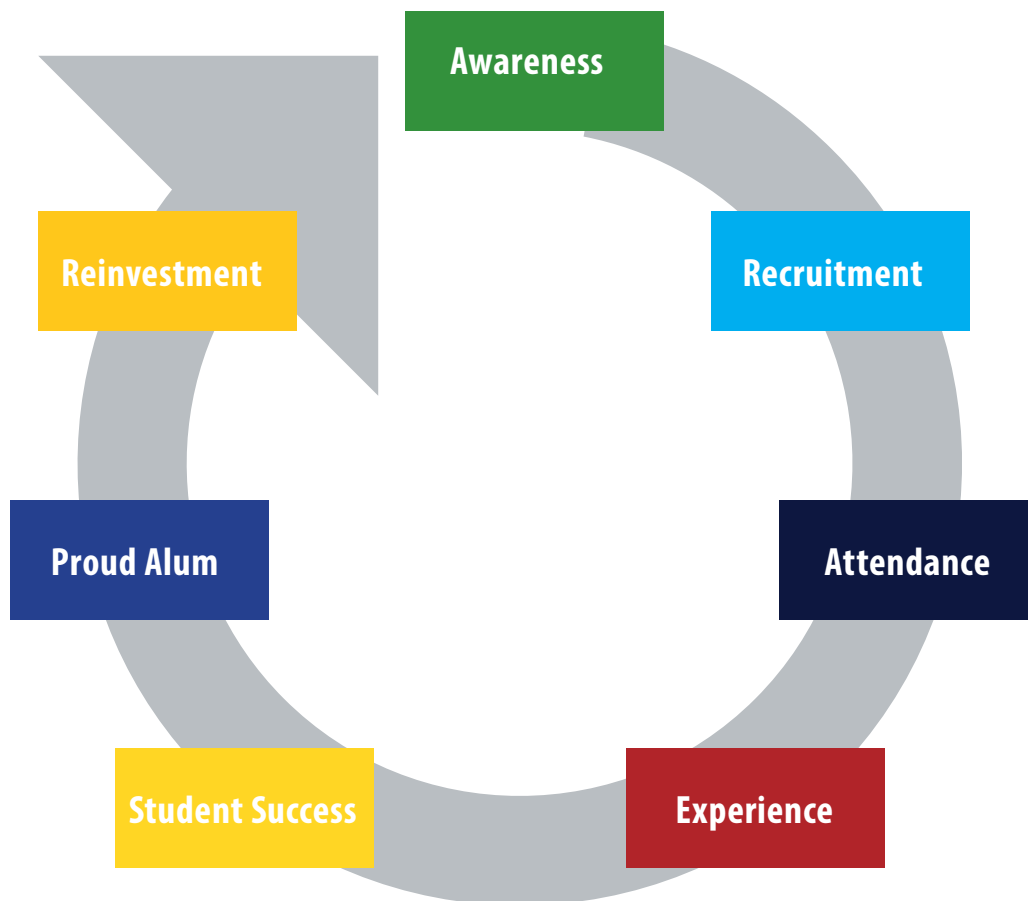 Awareness
Recruitment
Attendance
Experience
Student Success
Proud Alum
Reinvestment